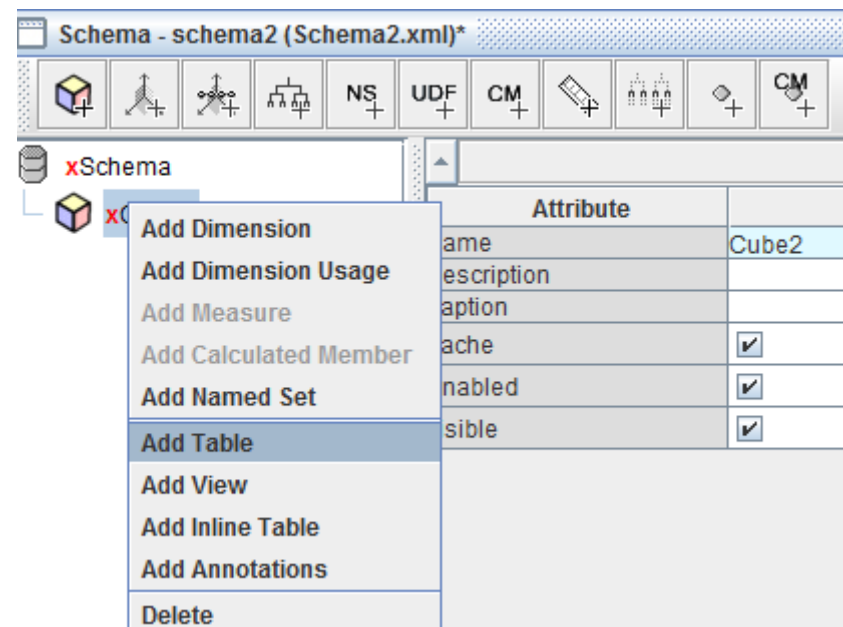 Schema - schema2 (Schema2.xml)*
NS UDF CM CM
xSchema
x
Attribute
ame Cube2
escription
aption
ache
nabled
sible
Add Dimension
Add Dimension Usage
Add Measure
Add Calculated Member
Add Named Set
Add Table
Add View
Add Inline Table
Add Annotations
Delete